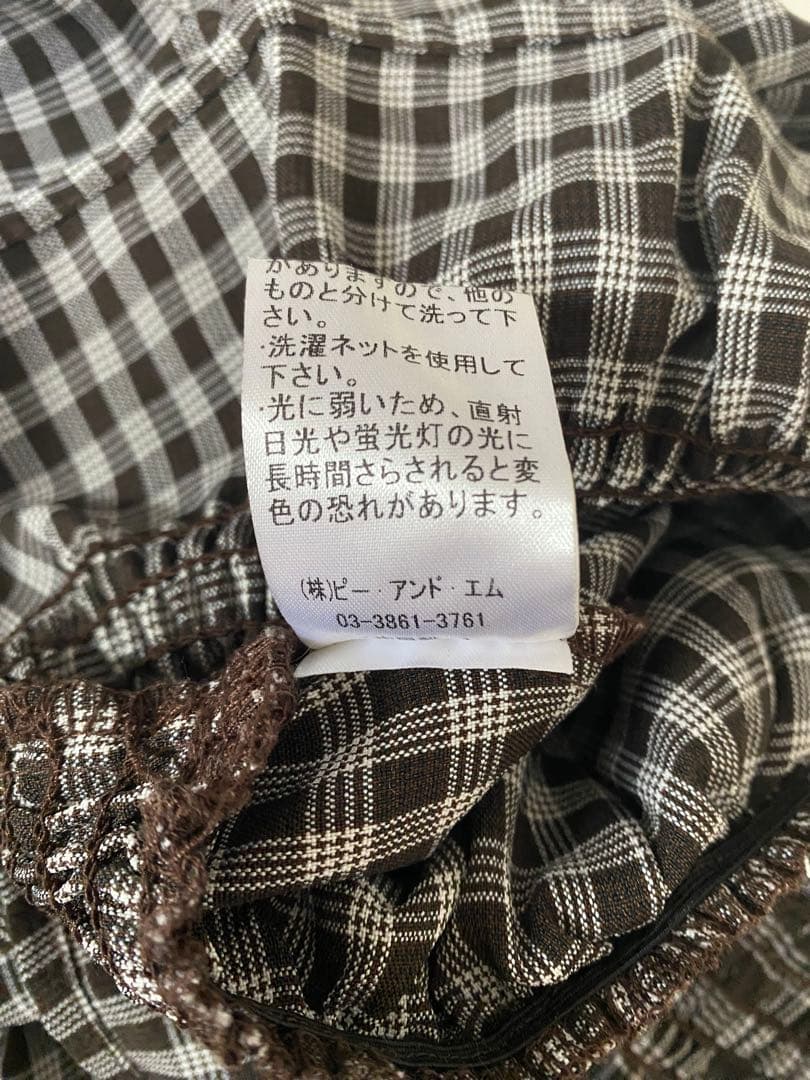 がありますので、他の
ものと分けて洗って下
さい。
·洗濯ネットを使用して
下さい。
·光に弱いため、直射
日光や蛍光灯の光に
長時間さらされると変
色の恐れがあります。
(株)ピー・アンド・エム
03-3861-3761